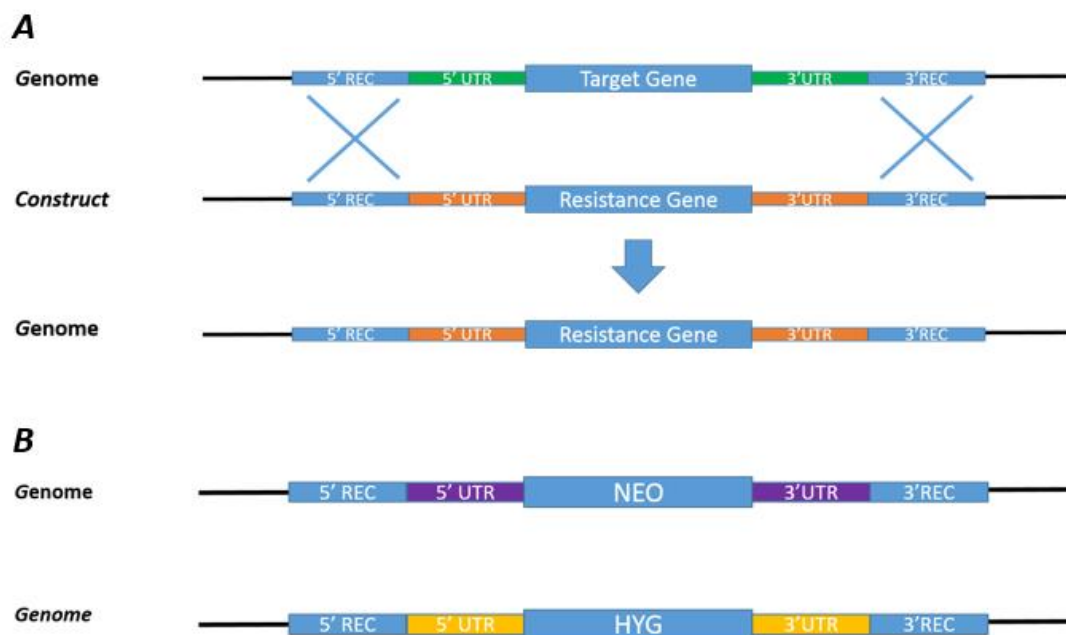 A
Genome 5' REC 5' UTR Target Gene 3'UTR 3'REC
Construct 5' REC 5' UTR Resistance Gene 3'UTR 3'REC
Genome 5' REC 5' UTR Resistance Gene 3'UTR 3'REC
B
Genome 5' REC 5' UTR NEO 3'UTR 3'REC
Genome 5' REC 5' UTR HYG 3'UTR 3'REC